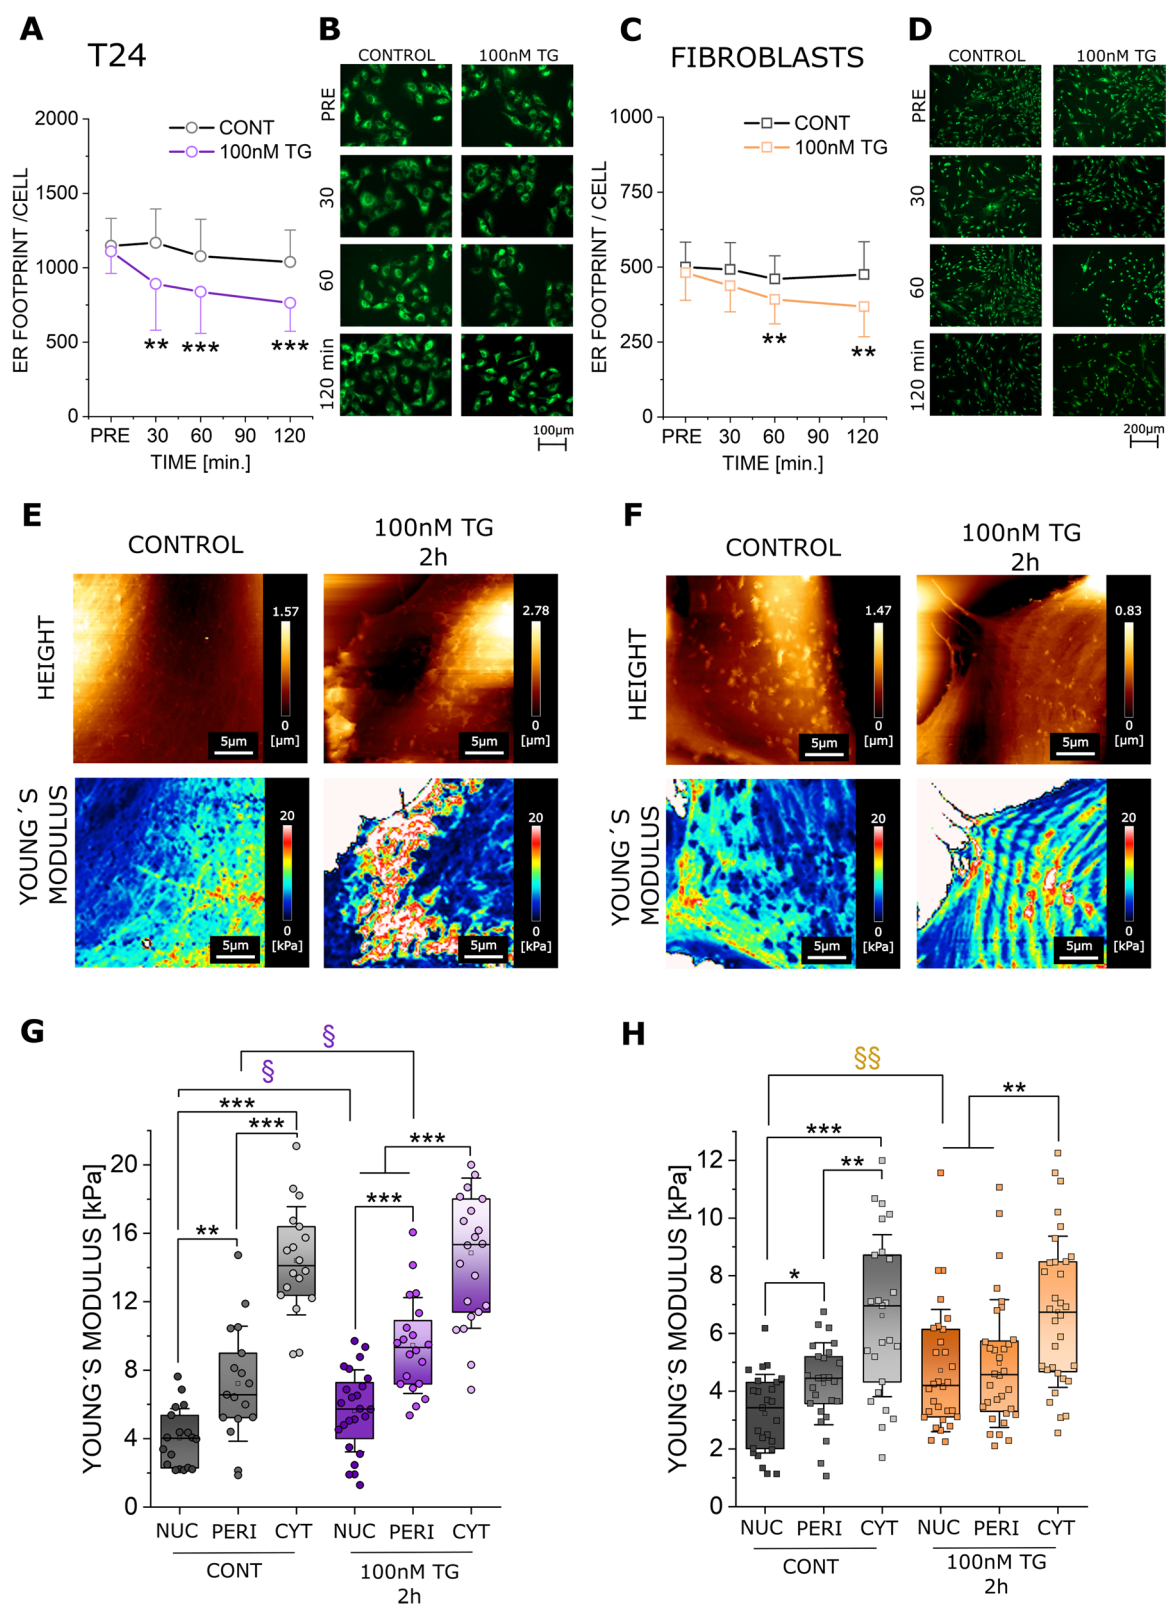 A
T24
2000
1500
1000
500
0
ER FOOTPRINT /CELL
CONT
100nM TG
**
***
***
PRE 30 60 90 120
TIME [min.]
B
CONTROL 100nM TG
PRE
30
60
120 min
100µm
C
FIBROBLASTS
1000
750
500
250
0
ER FOOTPRINT / CELL
CONT
100nM TG
**
**
PRE 30 60 90 120
TIME [min.]
D
CONTROL 100nM TG
PRE
30
60
120 min
200µm
E
CONTROL
100nM TG
2h
HEIGHT
1.57
0
[µm]
5µm
2.78
0
[µm]
5µm
YOUNG´S
MODULUS
20
0
[kPa]
5µm
20
0
[kPa]
5µm
F
CONTROL
100nM TG
2h
HEIGHT
1.47
0
[µm]
5µm
0.83
0
[µm]
5µm
YOUNG´S
MODULUS
20
0
[kPa]
5µm
20
0
[kPa]
5µm
G
§
§
***
***
**
***
***
YOUNG´S MODULUS [kPa]
20
16
12
8
4
0
NUC PERI CYT NUC PERI CYT
CONT
100nM TG
2h
H
§§
**
***
**
*
YOUNG´S MODULUS [kPa]
12
10
8
6
4
2
0
NUC PERI CYT NUC PERI CYT
CONT
100nM TG
2h